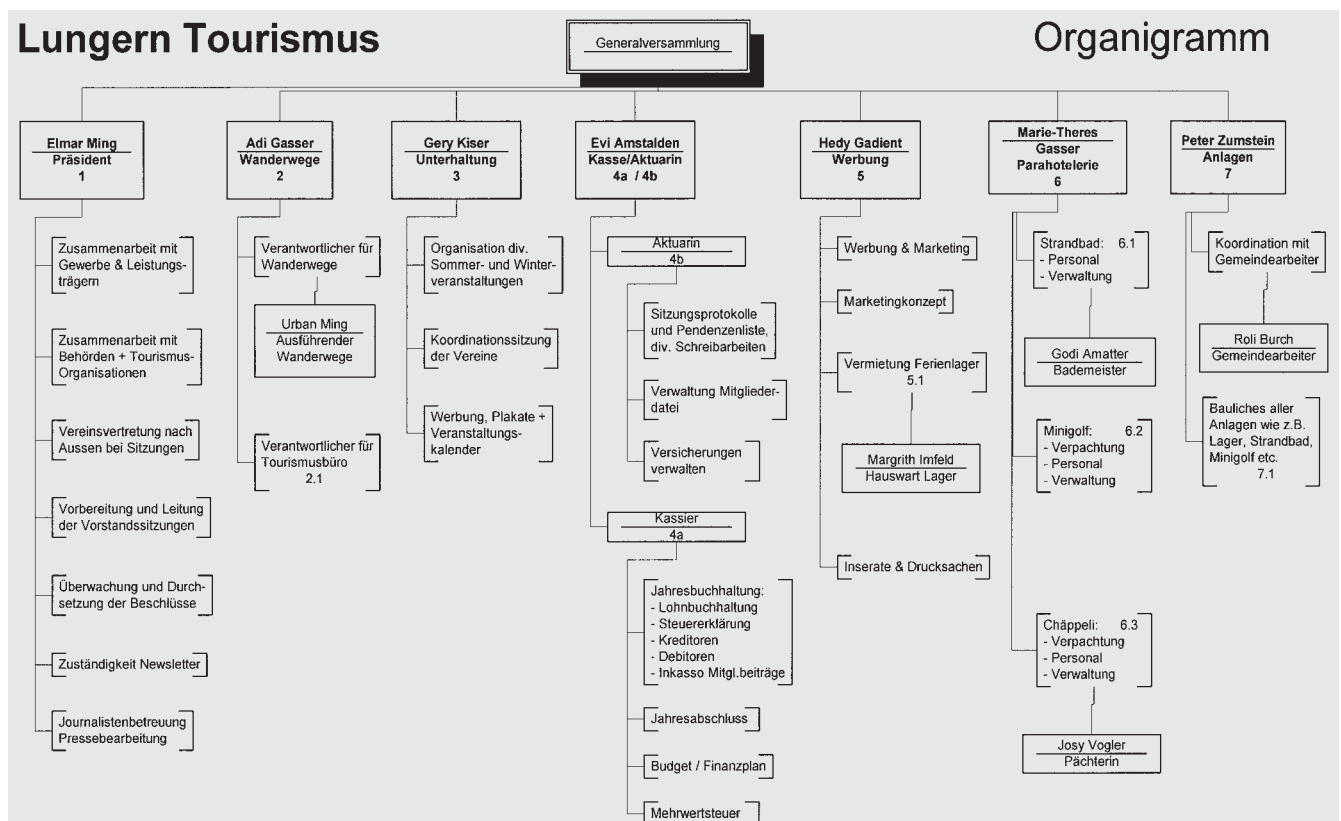 Lungern Tourismus
Generalversammlung
Organigramm
Elmar Ming
Präsident
1
Adi Gasser
Wanderwege
2
Gery Kiser
Unterhaltung
3
Evi Amstalden
Kasse/Aktuarin
4a / 4b
Hedy Gadient
Werbung
5
Marie-Theres
Gasser
Parahotelerie
6
Peter Zumstein
Anlagen
7
Zusammenarbeit mit
Gewerbe & Leistungs-
trägern
Zusammenarbeit mit
Behörden + Tourismus-
Organisationen
Vereinsvertretung nach
Aussen bei Sitzungen
Vorbereitung und Leitung
der Vorstandssitzungen
Überwachung und Durch-
setzung der Beschlüsse
Zuständigkeit Newsletter
Journalistenbetreuung
Pressebearbeitung
Verantwortlicher für
Wanderwege
Urban Ming
Ausführender
Wanderwege
Verantwortlicher für
Tourismusbüro
2.1
Organisation div.
Sommer- und Winter-
veranstaltungen
Koordinationssitzung
der Vereine
Werbung, Plakate +
Veranstaltungs-
kalender
Aktuarin
4b
Sitzungsprotokolle
und Pendenzenliste,
div. Schreibarbeiten
Verwaltung Mitglieder-
datei
Versicherungen
verwalten
Kassier
4a
Jahresbuchhaltung:
- Lohnbuchhaltung
- Steuererklärung
- Kreditoren
- Debitoren
- Inkasso Mitgl.beiträge
Jahresabschluss
Budget / Finanzplan
Mehrwertsteuer
Werbung & Marketing
Marketingkonzept
Vermietung Ferienlager
5.1
Margrith Imfeld
Hauswart Lager
Inserate & Drucksachen
Strandbad: 6.1
- Personal
- Verwaltung
Godi Amatter
Bademeister
Minigolf: 6.2
- Verpachtung
- Personal
- Verwaltung
Chäppeli: 6.3
- Verpachtung
- Personal
- Verwaltung
Josy Vogler
Pächterin
Koordination mit
Gemeindearbeiter
Roli Burch
Gemeindearbeiter
Bauliches aller
Anlagen wie z.B.
Lager, Strandbad,
Minigolf etc.
7.1